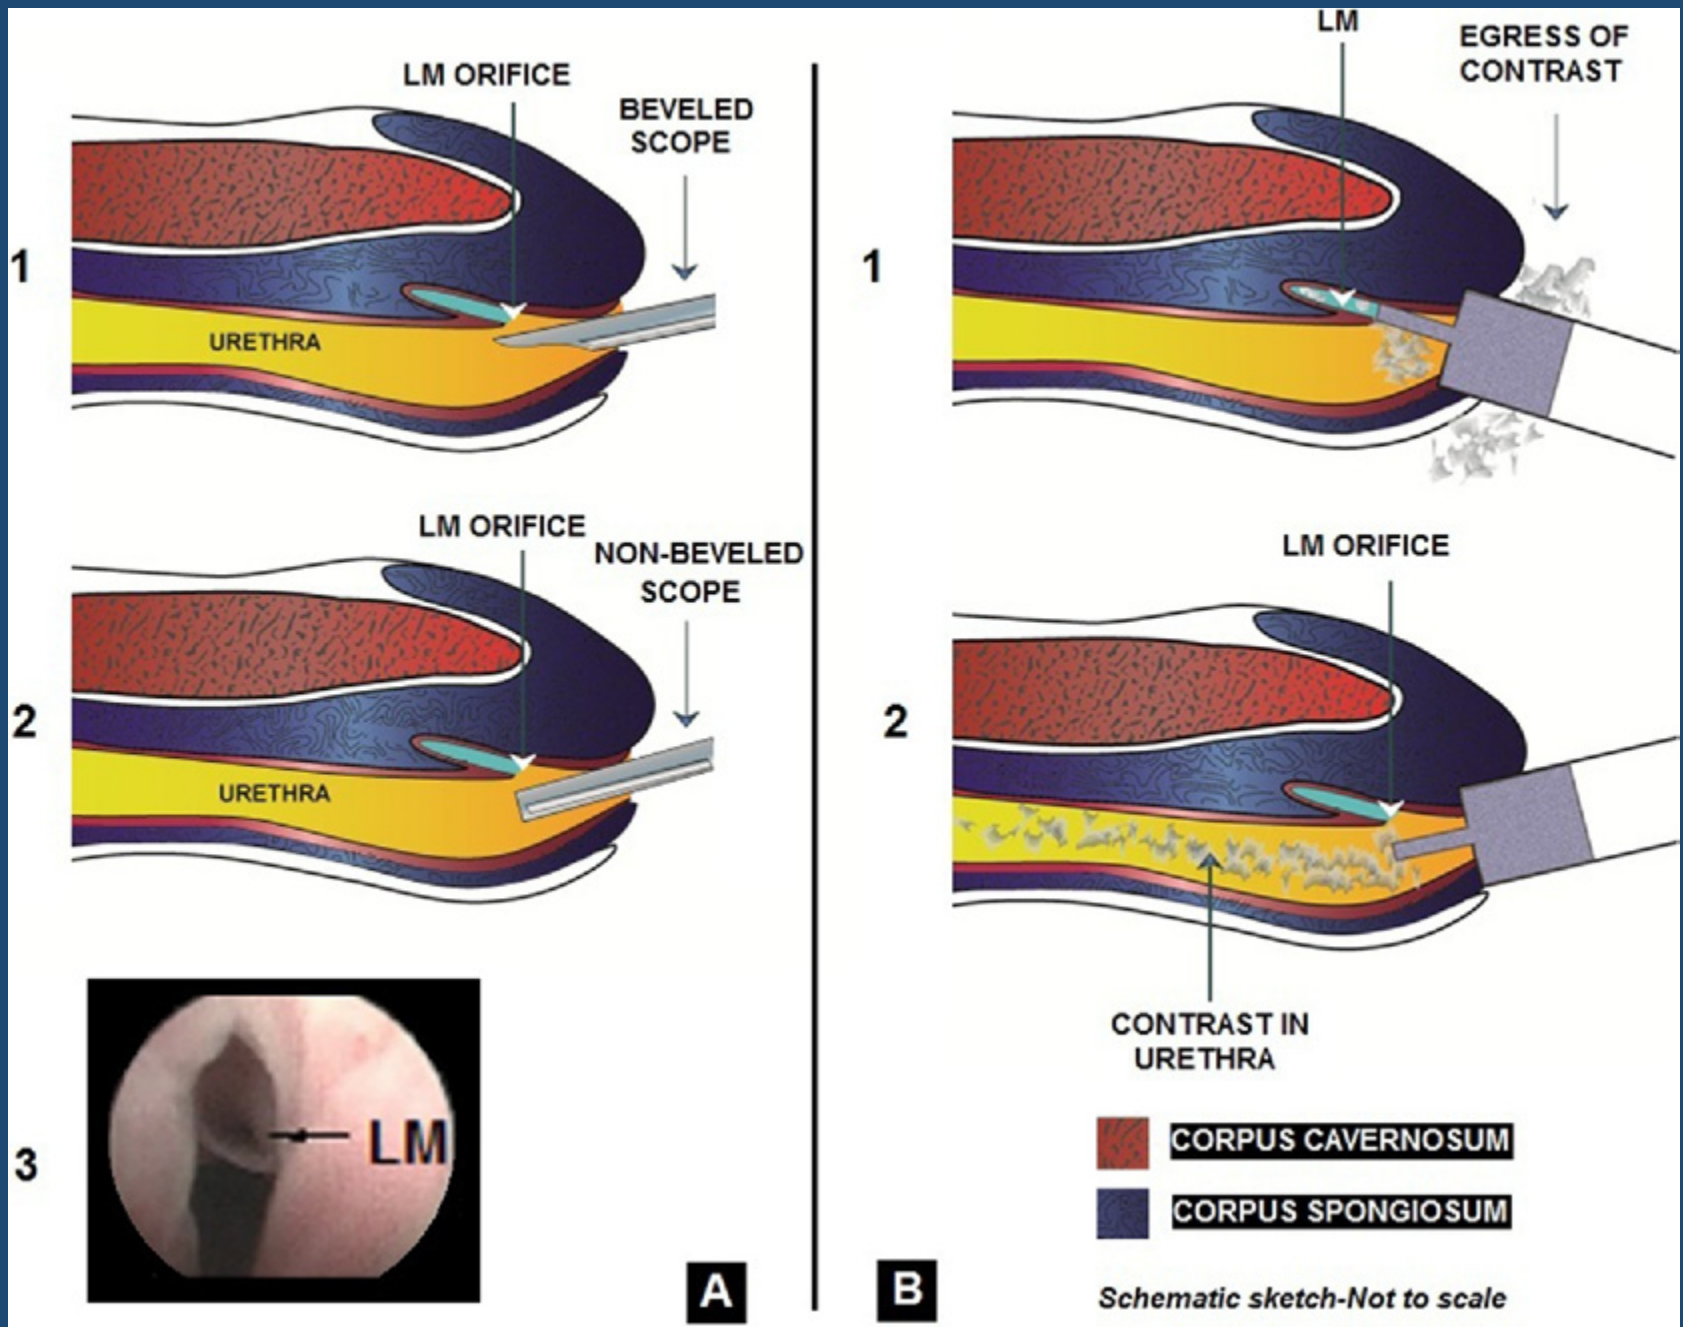 LM ORIFICE
BEVELED
SCOPE
1
URETHRA
LM ORIFICE
NON-BEVELED
SCOPE
2
URETHRA
3
LM
A
LM
EGRESS OF
CONTRAST
1
LM ORIFICE
2
CONTRAST IN
URETHRA
CORPUS CAVERNOSUM
CORPUS SPONGIOSUM
B
Schematic sketch-Not to scale